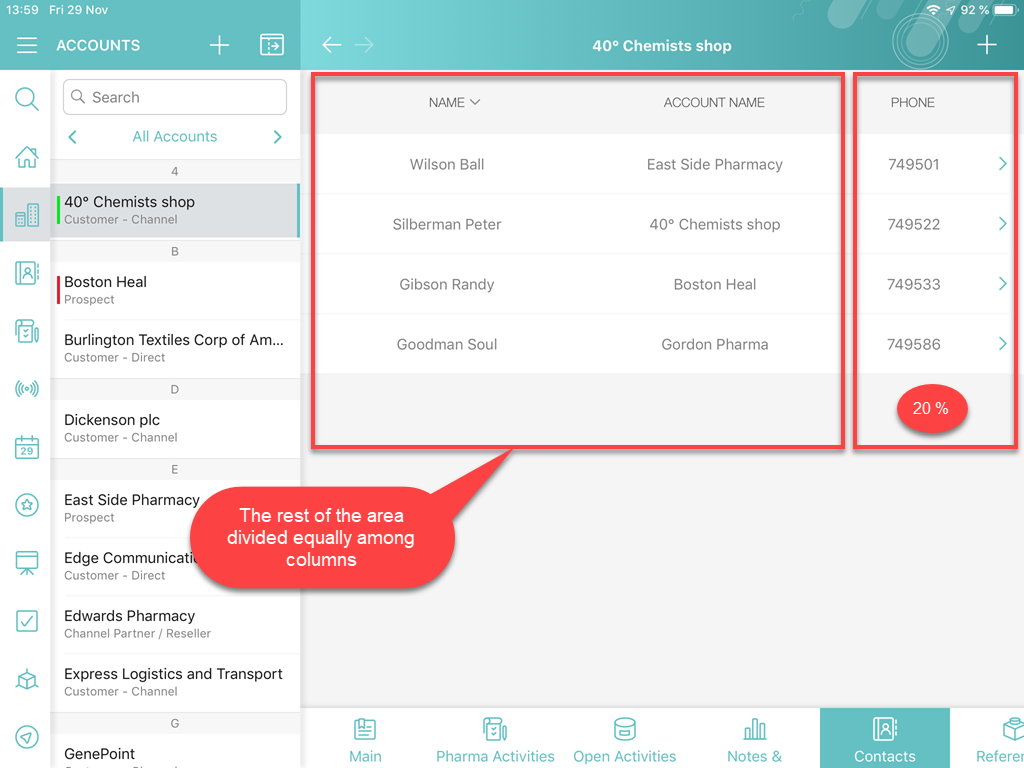 13:59 Fri 29 Nov
92 %
ACCOUNTS
40° Chemists shop
Search
All Accounts
4
40° Chemists shop
Customer - Channel
B
Boston Heal
Prospect
Burlington Textiles Corp of Am...
Customer - Direct
D
Dickenson plc
Customer - Channel
E
East Side Pharmacy
Prospect
Edge Communicati
Customer - Direct
Edwards Pharmacy
Channel Partner / Reseller
Express Logistics and Transport
Customer - Channel
G
GenePoint
29
NAME ACCOUNT NAME PHONE
Wilson Ball East Side Pharmacy 749501
Silberman Peter 40° Chemists shop 749522
Gibson Randy Boston Heal 749533
Goodman Soul Gordon Pharma 749586
20 %
The rest of the area
divided equally among
columns
Main Pharma Activities Open Activities Notes & Contacts Referen